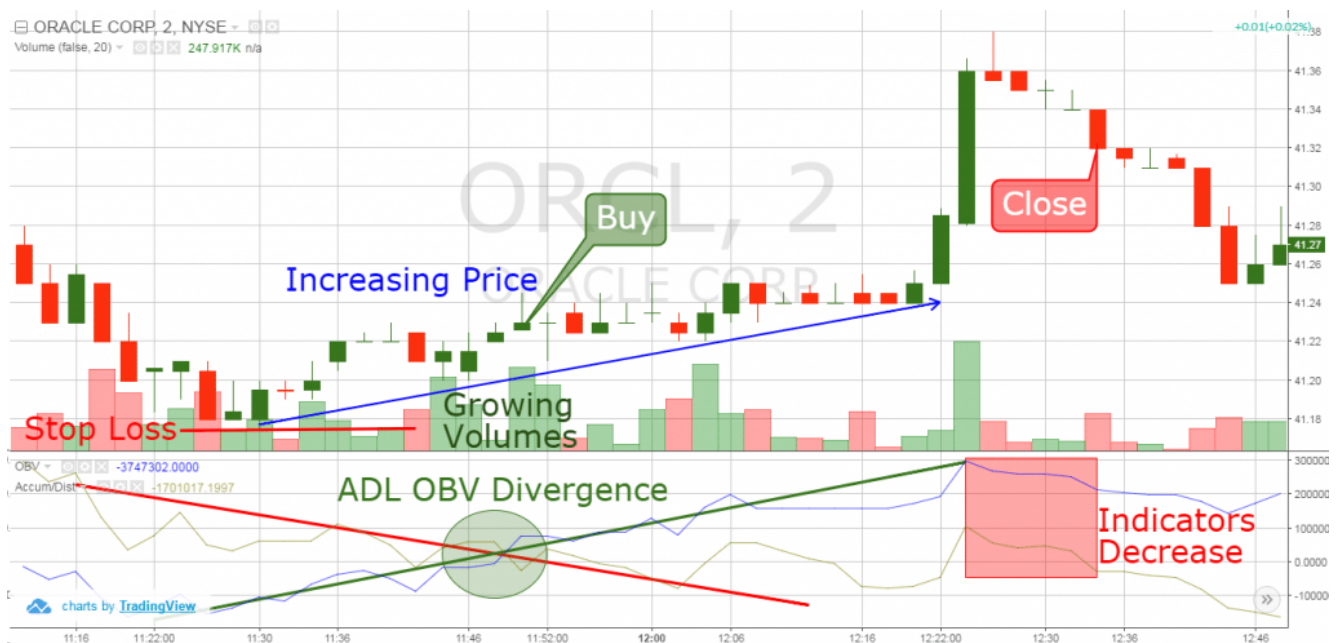 ORACLE CORP, 2, NYSE
+0.01(+0.02%)
Volume (false, 20) 247.917K n/a
41.38
41.36
41.34
41.32
41.30
41.28
41.27
41.26
41.24
41.22
41.20
41.18
ORCL, 2
ORACLE CORP
Buy
Close
Increasing Price
Growing
Volumes
Stop Loss
OBV -3747302.0000
Accum/Dist -1701017.1997
ADL OBV Divergence
Indicators
Decrease
300000
200000
100000
0.0000
-10000
charts by TradingView
11:16 11:22:00 11:30 11:36 11:46 11:52:00 12:00 12:06 12:16 12:22:00 12:30 12:36 12:46